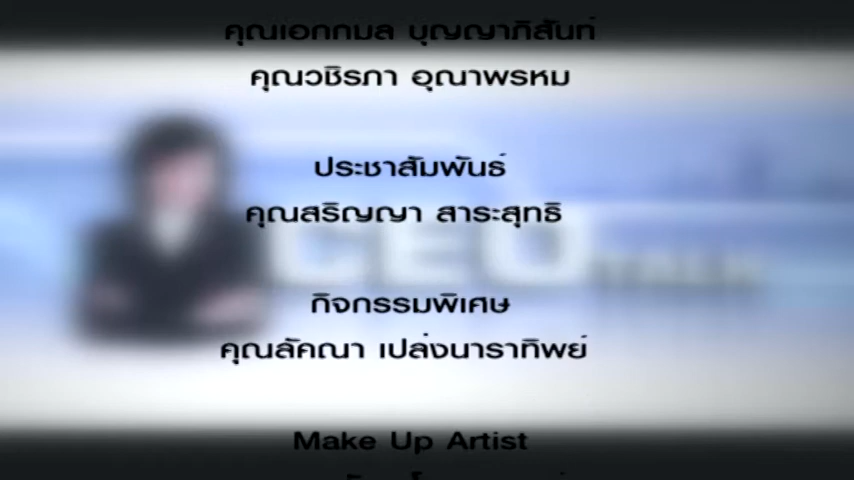 คุณเอกกมล บุญญาภิสันท์
คุณวชิรภา อุณาพรหม
ประชาสัมพันธ์
คุณสริญญา สาระสุทธิ
CEO TALK
กิจกรรมพิเศษ
คุณลัคณา เปล่งนาราทิพย์
Make Up Artist